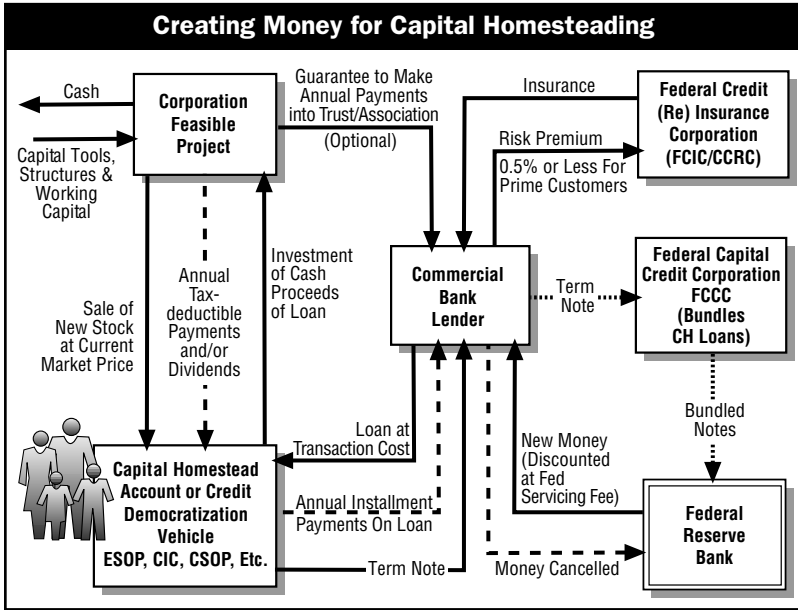 Creating Money for Capital Homesteading
Cash
Capital Tools,
Structures &
Working
Capital
Corporation
Feasible
Project
Guarantee to Make
Annual Payments
into Trust/Association
(Optional)
Insurance
Risk Premium
0.5% or Less For
Prime Customers
Federal Credit
(Re) Insurance
Corporation
(FCIC/CCRC)
Sale of
New Stock
at Current
Market Price
Annual
Tax-
deductible
Payments
and/or
Dividends
Investment
of Cash
Proceeds
of Loan
Commercial
Bank
Lender
Term
Note
Federal Capital
Credit Corporation
FCCC
(Bundles
CH Loans)
Bundled
Notes
Loan at
Transaction Cost
New Money
(Discounted
at Fed
Servicing Fee)
Capital Homestead
Account or Credit
Democratization
Vehicle
ESOP, CIC, CSOP, Etc.
Annual Installment
Payments On Loan
Term Note
Money Cancelled
Federal
Reserve
Bank